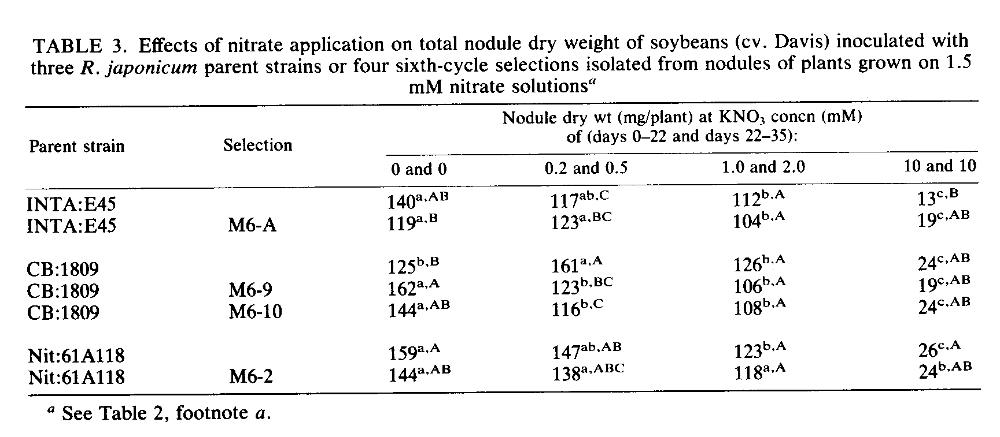 TABLE 3. Effects of nitrate application on total nodule dry weight of soybeans (cv. Davis) inoculated with
three R. japonicum parent strains or four sixth-cycle selections isolated from nodules of plants grown on 1.5
mM nitrate solutionsᵃ
Nodule dry wt (mg/plant) at KNO₃ concn (mM)
of (days 0–22 and days 22–35):
Parent strain Selection
0 and 0 0.2 and 0.5 1.0 and 2.0 10 and 10
INTA:E45 140^a,AB 117^ab,C 112^b,A 13^c,B
INTA:E45 M6-A 119^a,B 123^a,BC 104^b,A 19^c,AB
CB:1809 125^b,B 161^a,A 126^b,A 24^c,AB
CB:1809 M6-9 162^a,A 123^b,BC 106^b,A 19^c,AB
CB:1809 M6-10 144^a,AB 116^b,C 108^b,A 24^c,AB
Nit:61A118 159^a,A 147^ab,AB 123^b,A 26^c,A
Nit:61A118 M6-2 144^a,AB 138^a,ABC 118^a,A 24^b,AB
ᵃ See Table 2, footnote a.